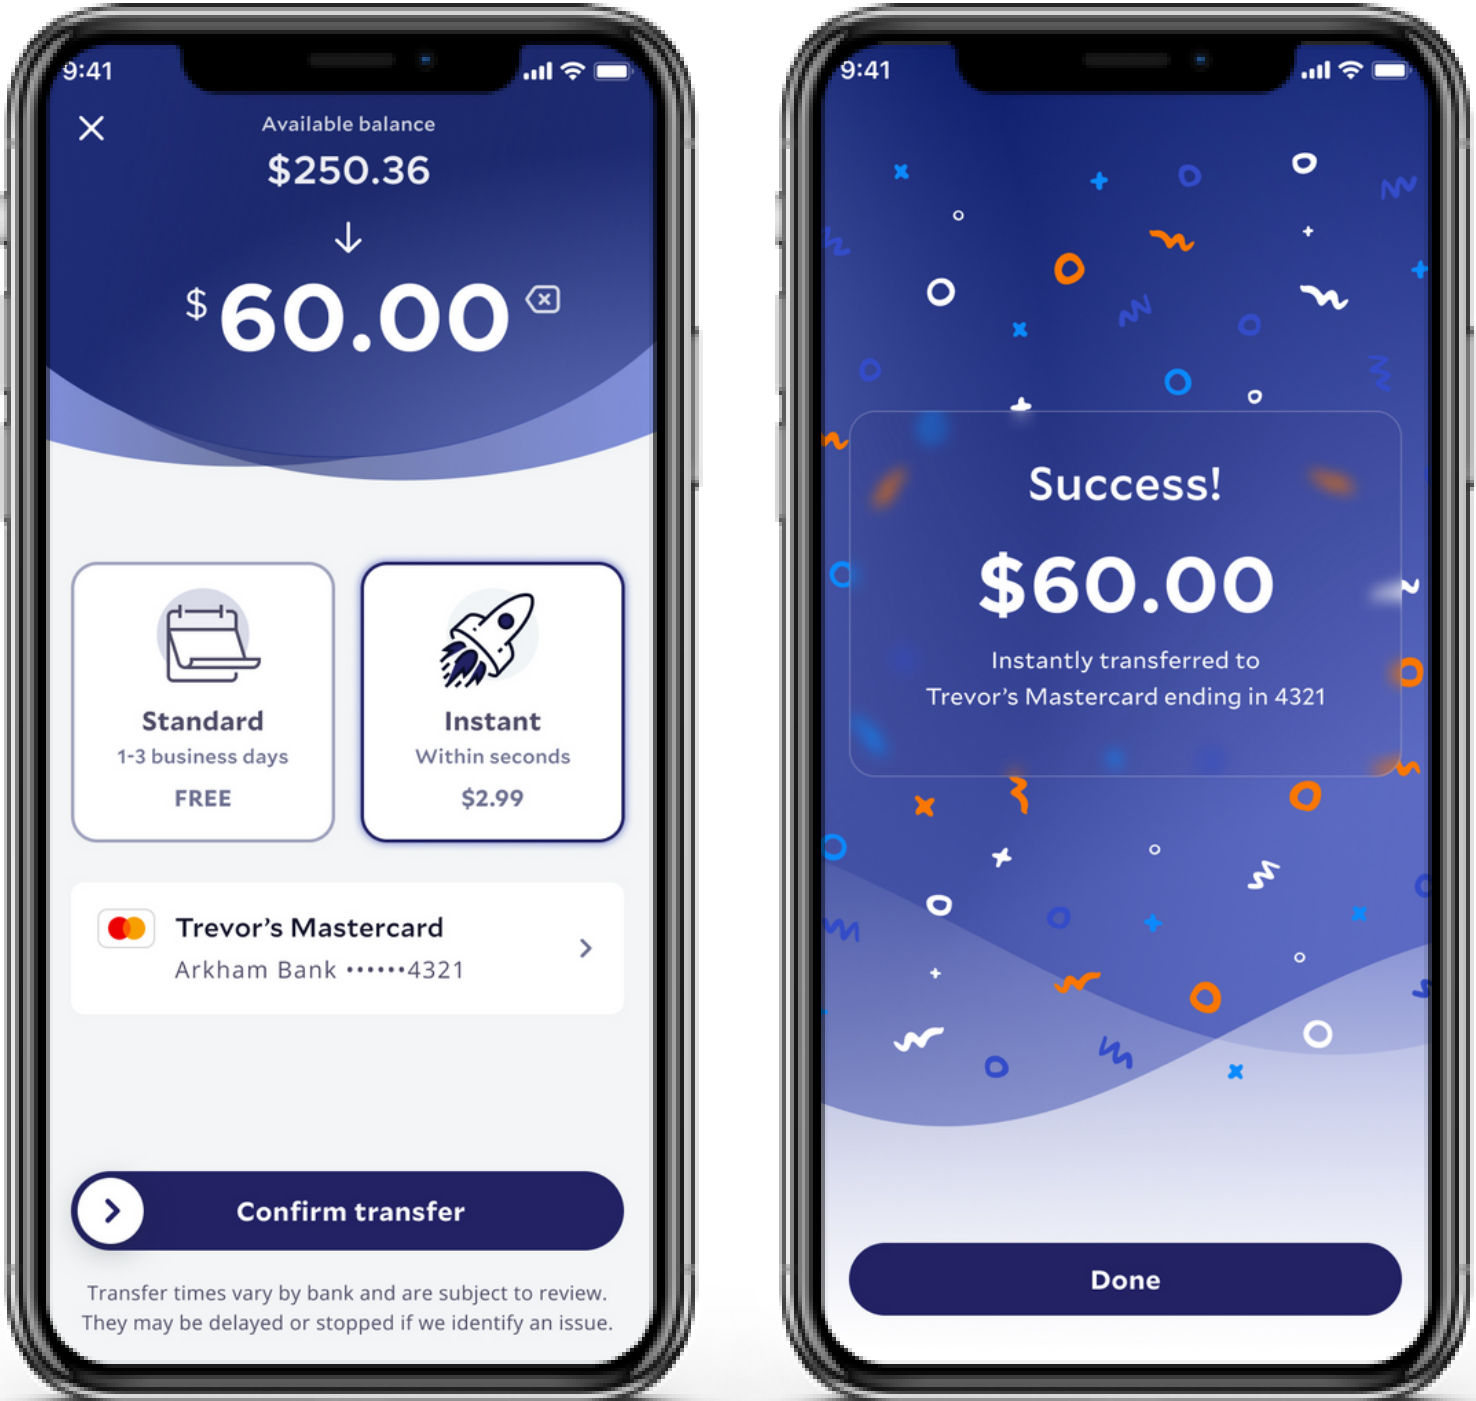 9:41
Available balance
$250.36
$60.00
Standard
1-3 business days
FREE
Instant
Within seconds
$2.99
Trevor's Mastercard
Arkham Bank ••••••4321
Confirm transfer
Transfer times vary by bank and are subject to review.
They may be delayed or stopped if we identify an issue.
9:41
Success!
$60.00
Instantly transferred to
Trevor's Mastercard ending in 4321
Done